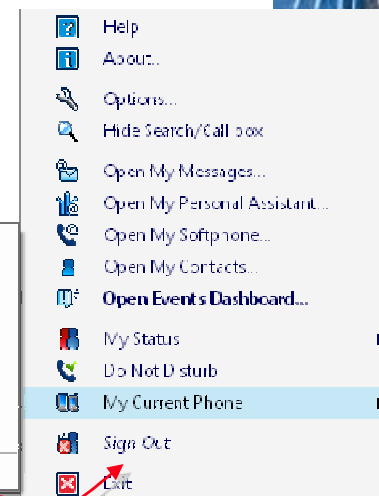 Help
About..
Options...
Hide Search/Call box
Open My Messages...
Open My Personal Assistant...
Open My Softphone...
Open My Contacts...
Open Events Dashboard...
My Status
Do Not Disturb
My Current Phone
Sign Out
Exit